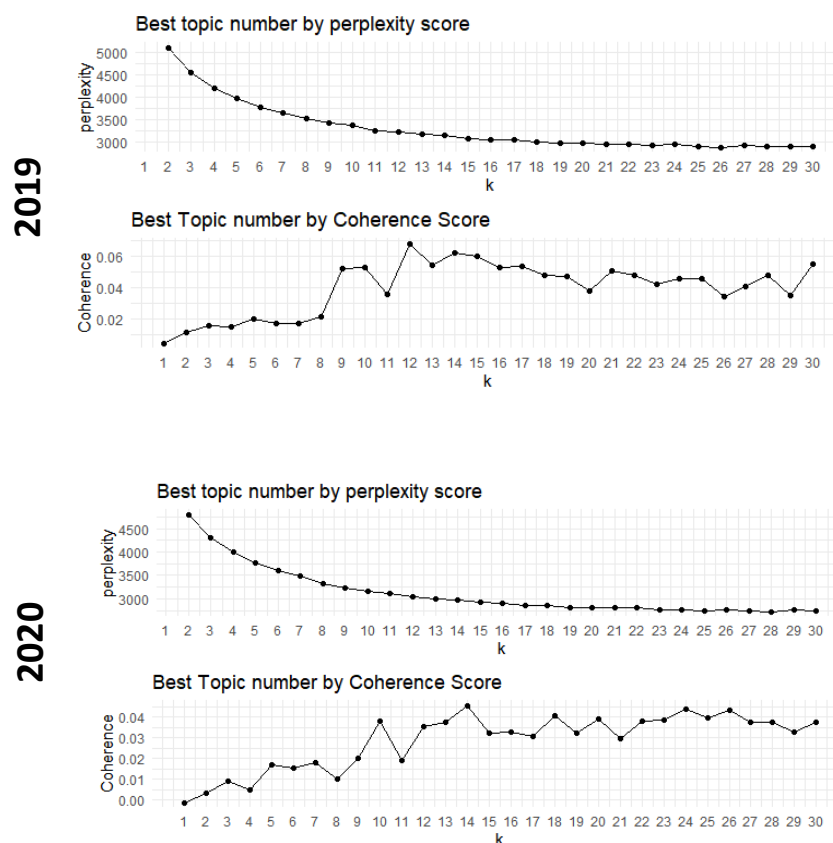 2019
Best topic number by perplexity score
perplexity
5000
4500
4000
3500
3000
1 2 3 4 5 6 7 8 9 10 11 12 13 14 15 16 17 18 19 20 21 22 23 24 25 26 27 28 29 30
k
Best Topic number by Coherence Score
Coherence
0.06
0.04
0.02
1 2 3 4 5 6 7 8 9 10 11 12 13 14 15 16 17 18 19 20 21 22 23 24 25 26 27 28 29 30
k
2020
Best topic number by perplexity score
perplexity
4500
4000
3500
3000
1 2 3 4 5 6 7 8 9 10 11 12 13 14 15 16 17 18 19 20 21 22 23 24 25 26 27 28 29 30
k
Best Topic number by Coherence Score
Coherence
0.04
0.03
0.02
0.01
0.00
1 2 3 4 5 6 7 8 9 10 11 12 13 14 15 16 17 18 19 20 21 22 23 24 25 26 27 28 29 30
k